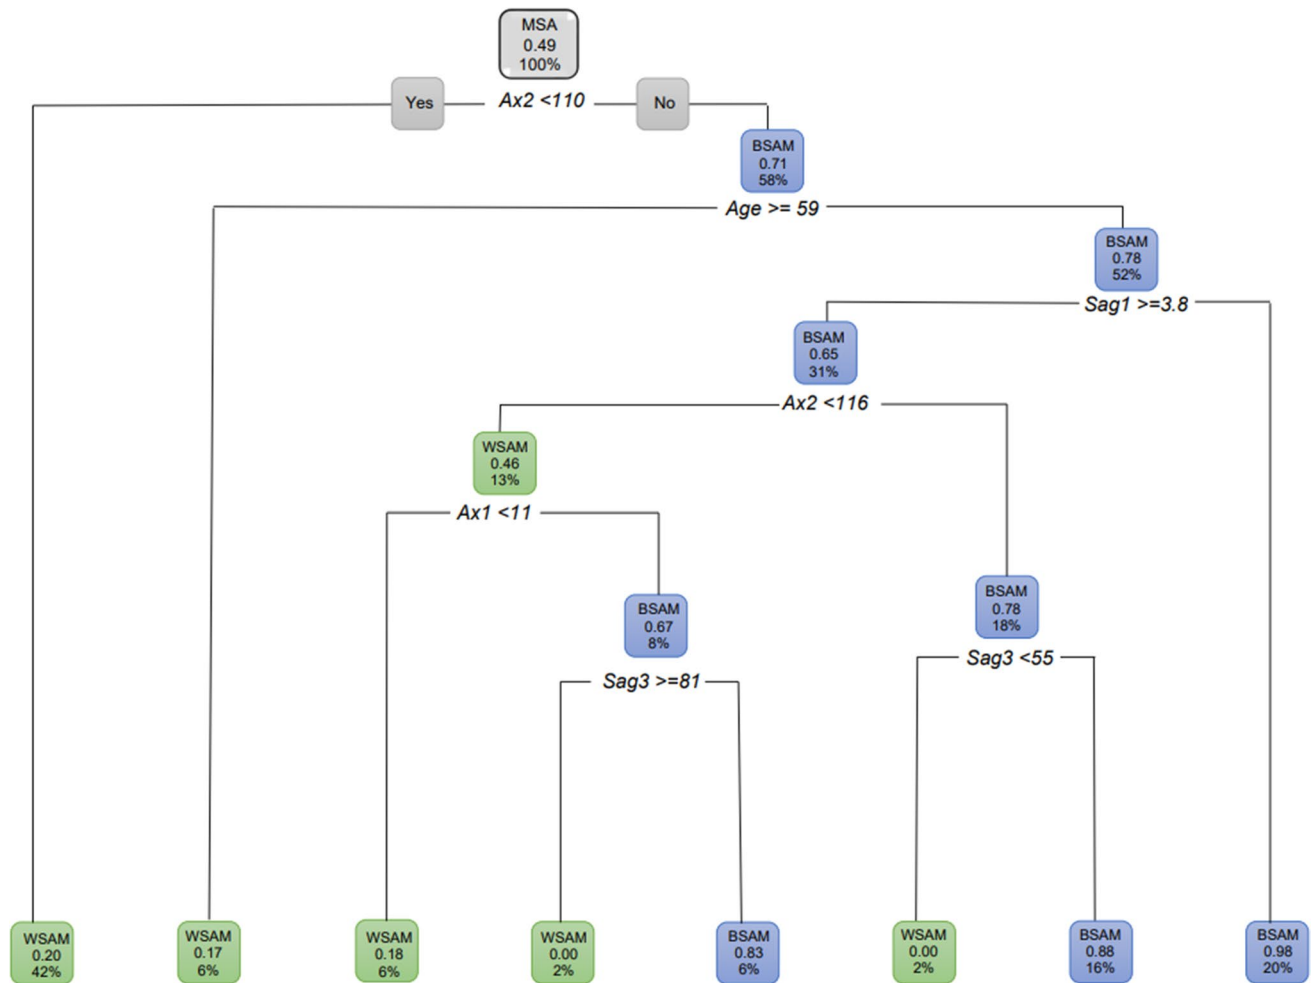 MSA
0.49
100%
Yes
Ax2 <110
No
BSAM
0.71
58%
Age >= 59
BSAM
0.78
52%
Sag1 >=3.8
BSAM
0.65
31%
Ax2 <116
WSAM
0.46
13%
Ax1 <11
BSAM
0.78
18%
BSAM
0.67
8%
Sag3 <55
Sag3 >=81
WSAM
0.20
42%
WSAM
0.17
6%
WSAM
0.18
6%
WSAM
0.00
2%
BSAM
0.83
6%
WSAM
0.00
2%
BSAM
0.88
16%
BSAM
0.98
20%